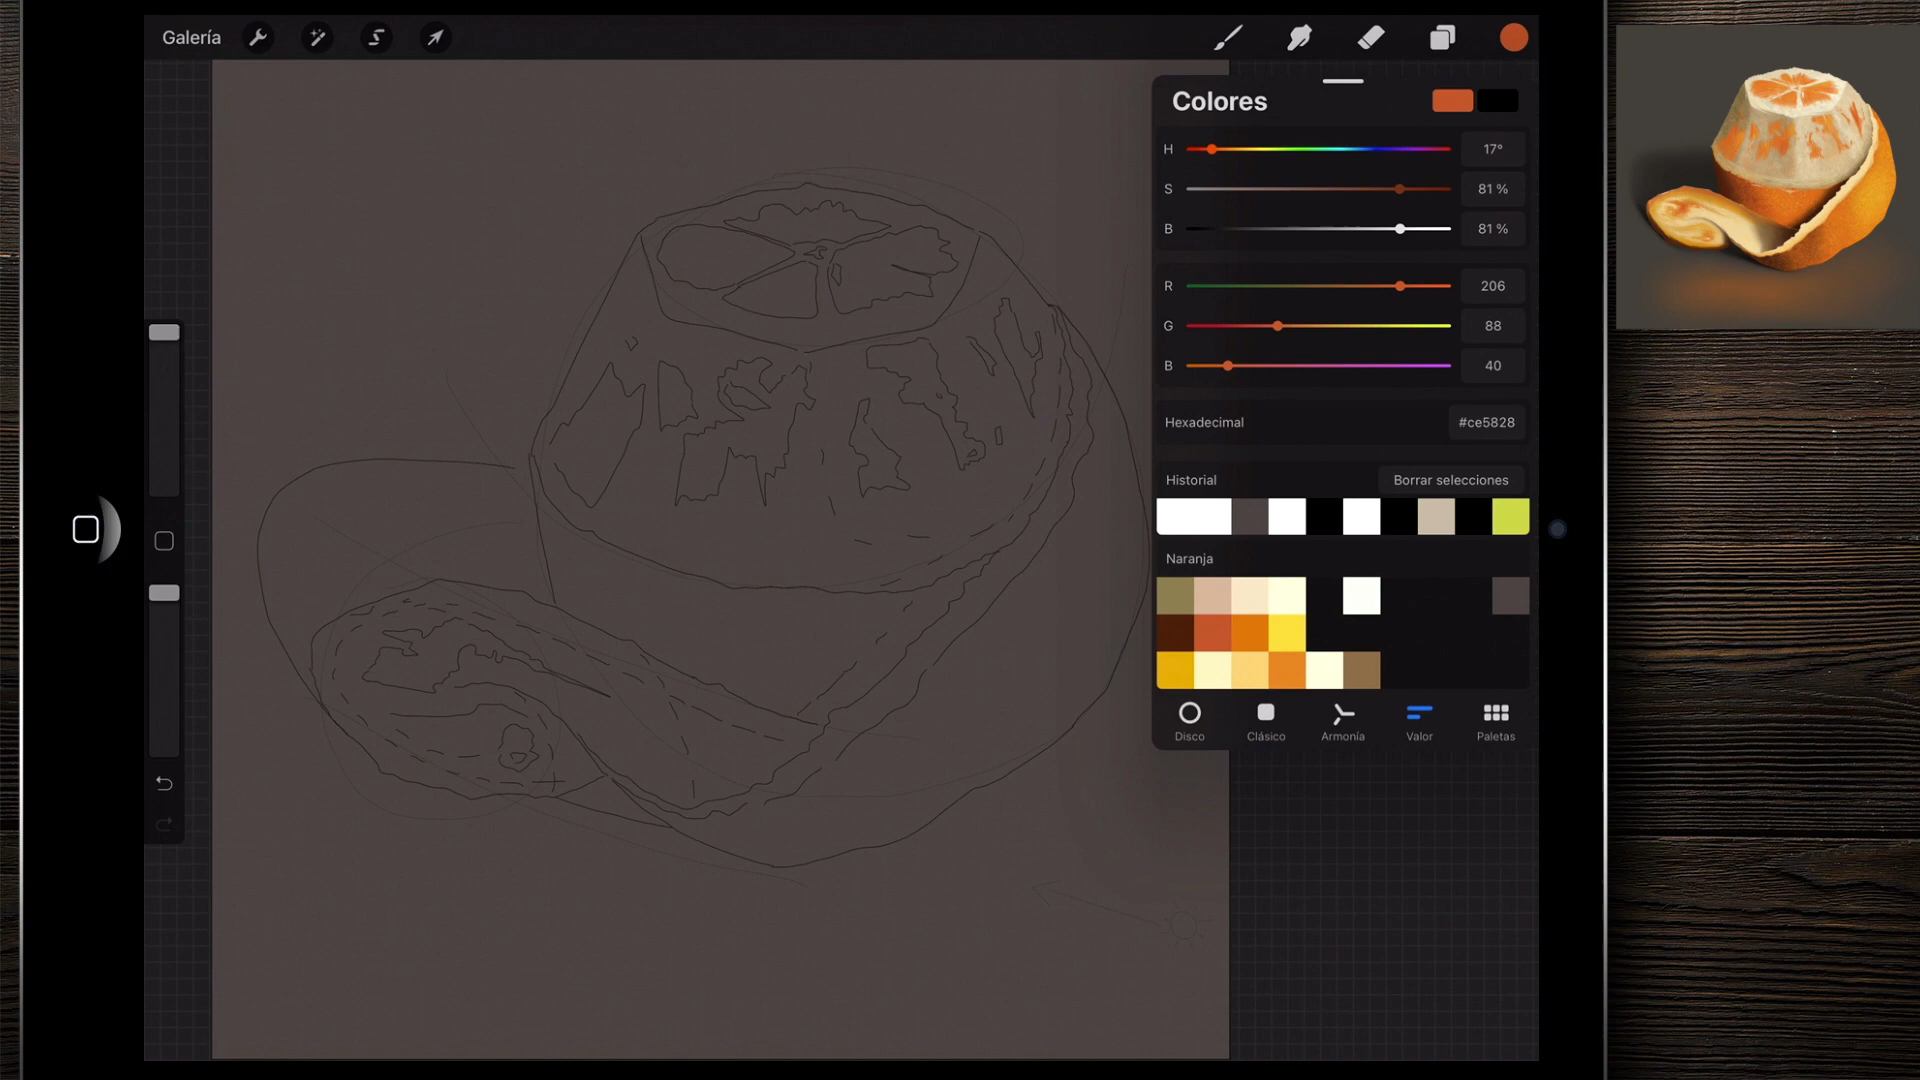 Galería
Colores
H 17°
S 81 %
B 81 %
R 206
G 88
B 40
Hexadecimal #ce5828
Historial Borrar selecciones
Naranja
Disco Clásico Armonía Valor Paletas